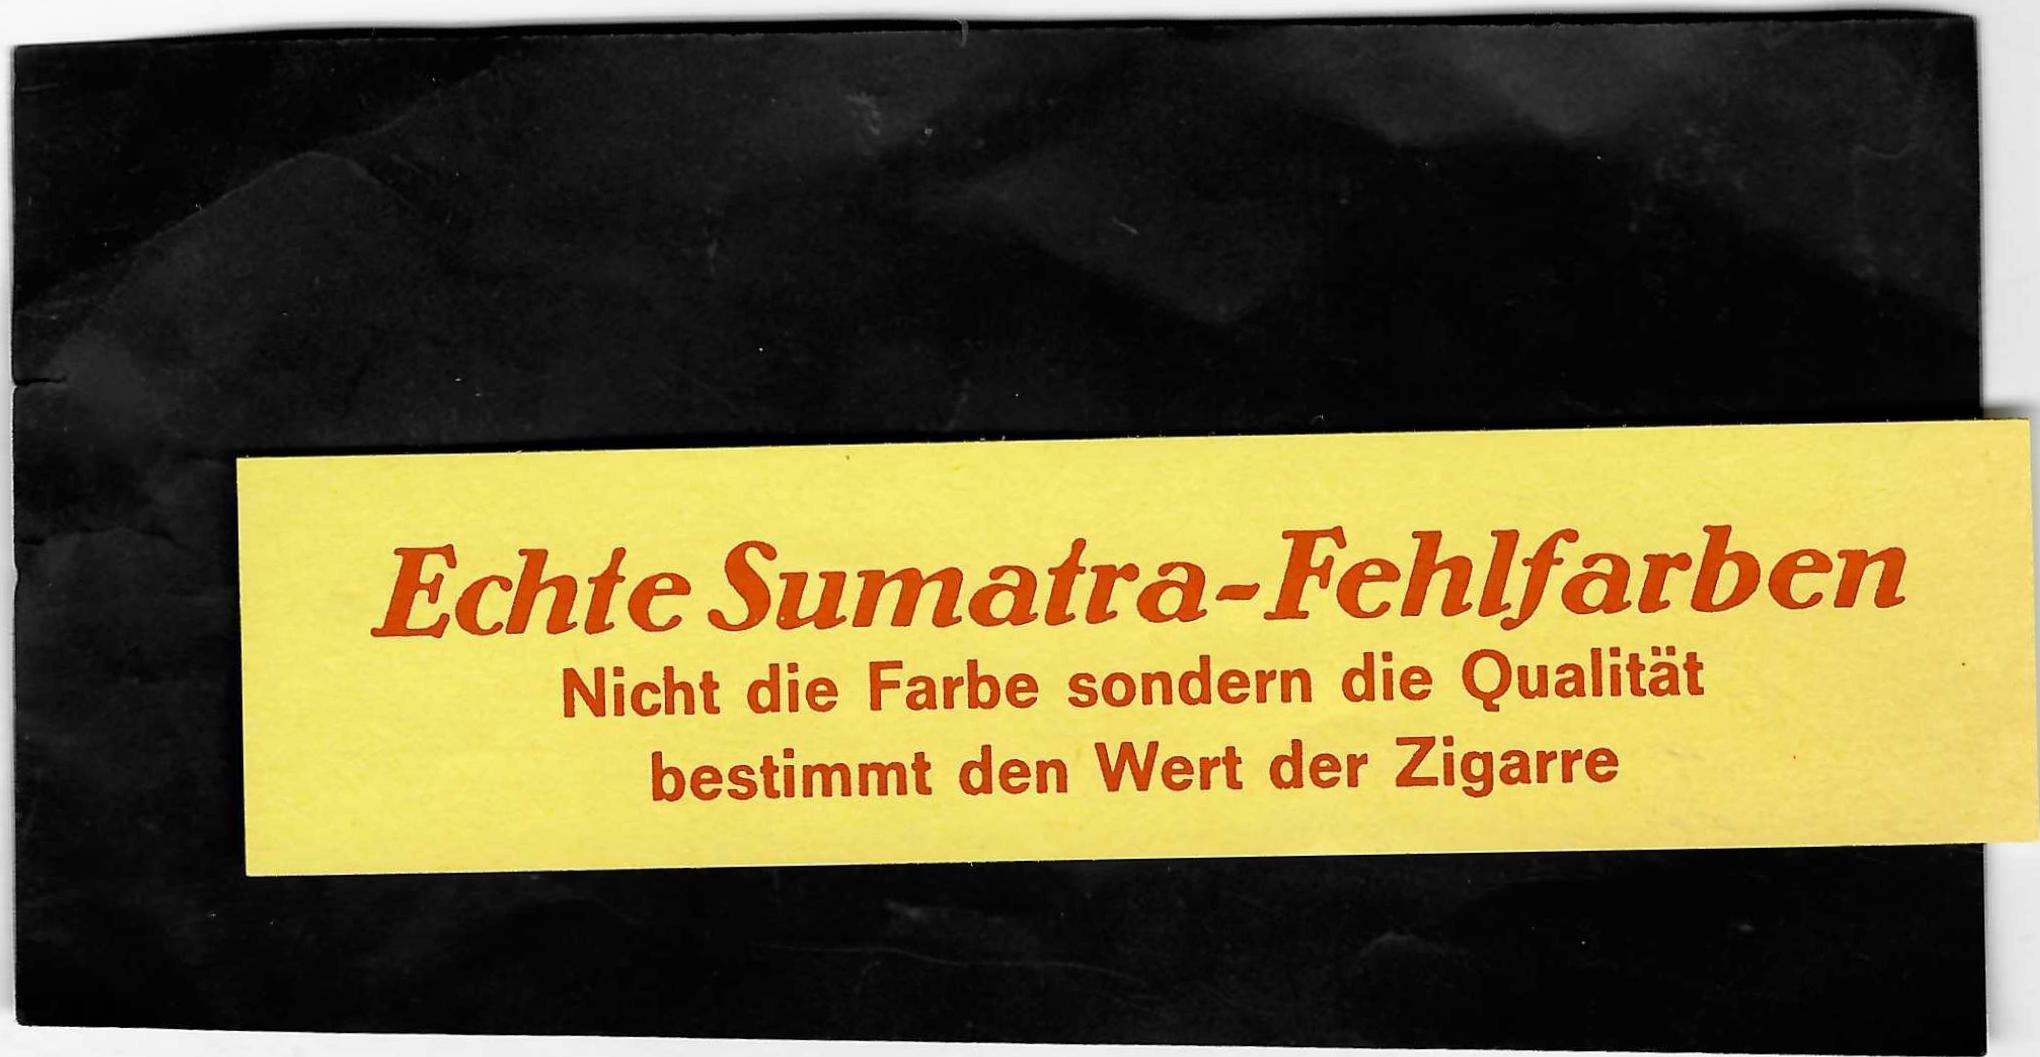 Echte Sumatra-Fehlfarben
Nicht die Farbe sondern die Qualität
bestimmt den Wert der Zigarre